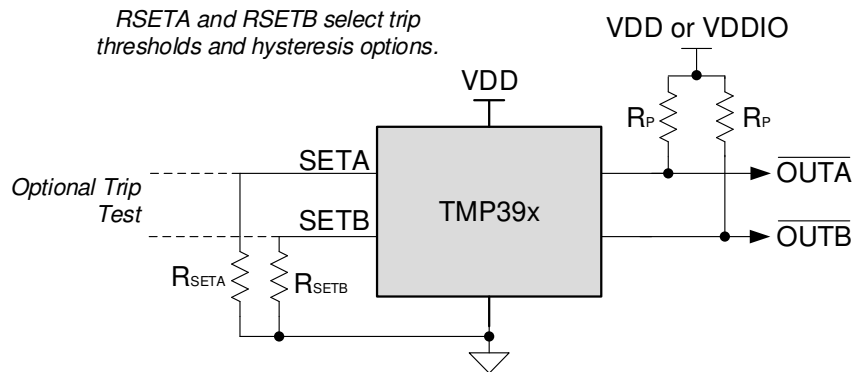 RSETA and RSETB select trip
thresholds and hysteresis options.
VDD or VDDIO
VDD
RP
RP
SETA
OUTA
Optional Trip
Test
TMP39x
SETB
OUTB
RSETA
RSETB